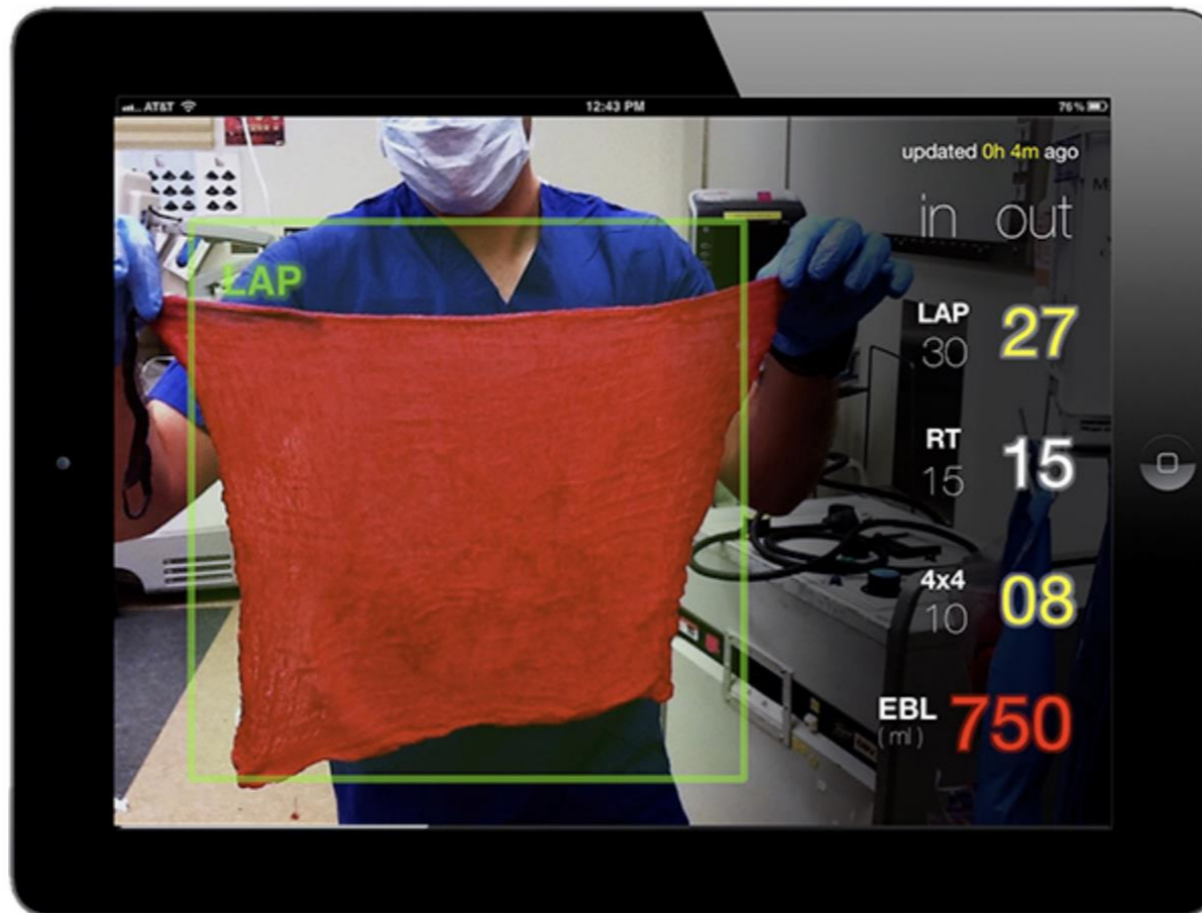 AT&T 12:43 PM 76%
updated 0h 4m ago
in out
LAP
LAP
30 27
RT
15 15
4x4
10 08
EBL
(ml) 750